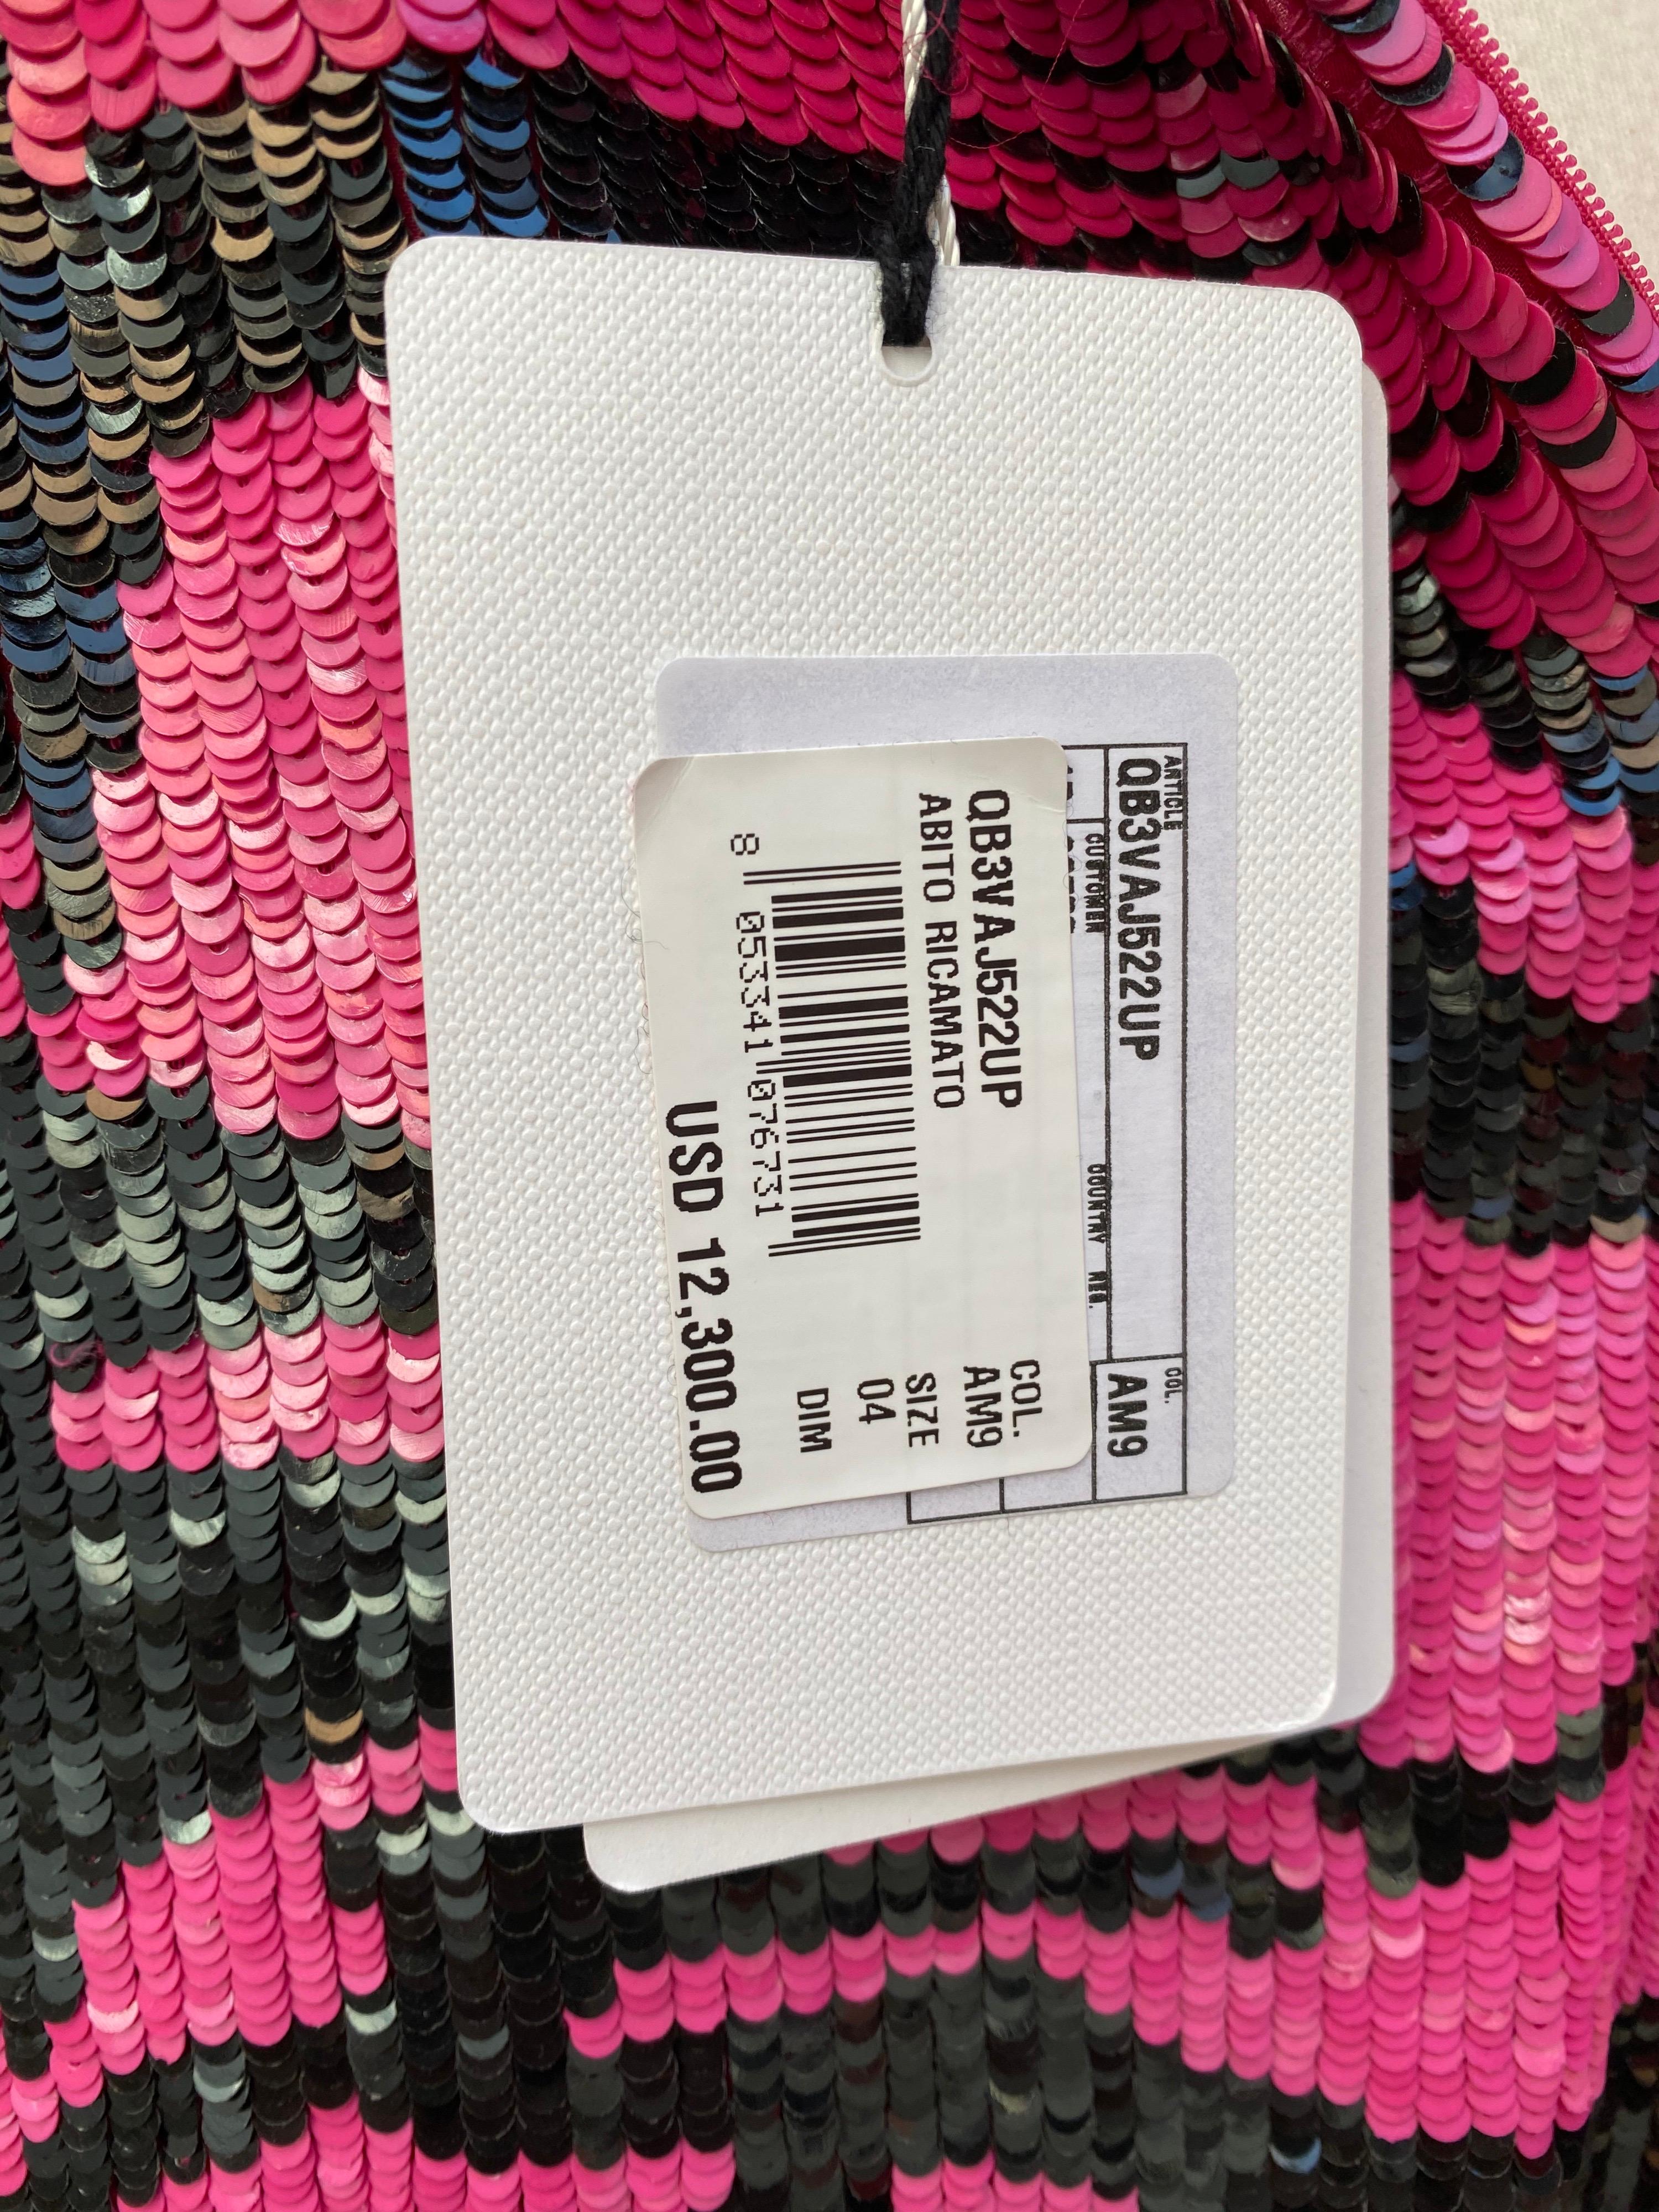 ARTICLE
QB3VAJ522UP
COL.
AM9
CUSTOMER
COUNTRY
QB3VAJ522UP
ABITO RICAMATO
COL.
AM9
SIZE
04
DIM
8 053341 076731
USD 12,300.00